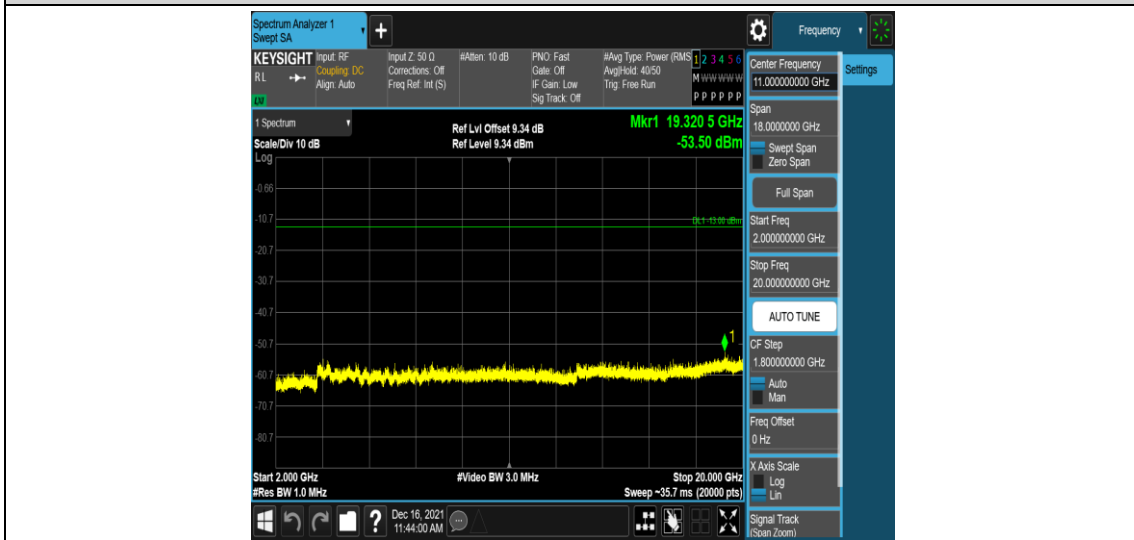 Spectrum Analyzer 1
Swept SA
Frequency
KEYSIGHT
RL
Input: RF
Coupling: DC
Align: Auto
Input Z: 50 Ω
Corrections: Off
Freq Ref: Int (S)
#Atten: 10 dB
PNO: Fast
Gate: Off
IF Gain: Low
Sig Track: Off
#Avg Type: Power (RMS
Avg|Hold: 40/50
Trig: Free Run
1 2 3 4 5 6
M W W W W W
P P P P P P
1 Spectrum
Scale/Div 10 dB
Log
Ref Lvl Offset 9.34 dB
Ref Level 9.34 dBm
Mkr1 19.320 5 GHz
-53.50 dBm
-0.66
-10.7
DL1 -13.00 dBm
-20.7
-30.7
-40.7
-50.7
1
-60.7
-70.7
-80.7
Start 2.000 GHz
#Res BW 1.0 MHz
#Video BW 3.0 MHz
Stop 20.000 GHz
Sweep ~35.7 ms (20000 pts)
Center Frequency
11.000000000 GHz
Settings
Span
18.0000000 GHz
Swept Span
Zero Span
Full Span
Start Freq
2.000000000 GHz
Stop Freq
20.000000000 GHz
AUTO TUNE
CF Step
1.800000000 GHz
Auto
Man
Freq Offset
0 Hz
X Axis Scale
Log
Lin
Signal Track
(Span Zoom)
?
Dec 16, 2021
11:44:00 AM